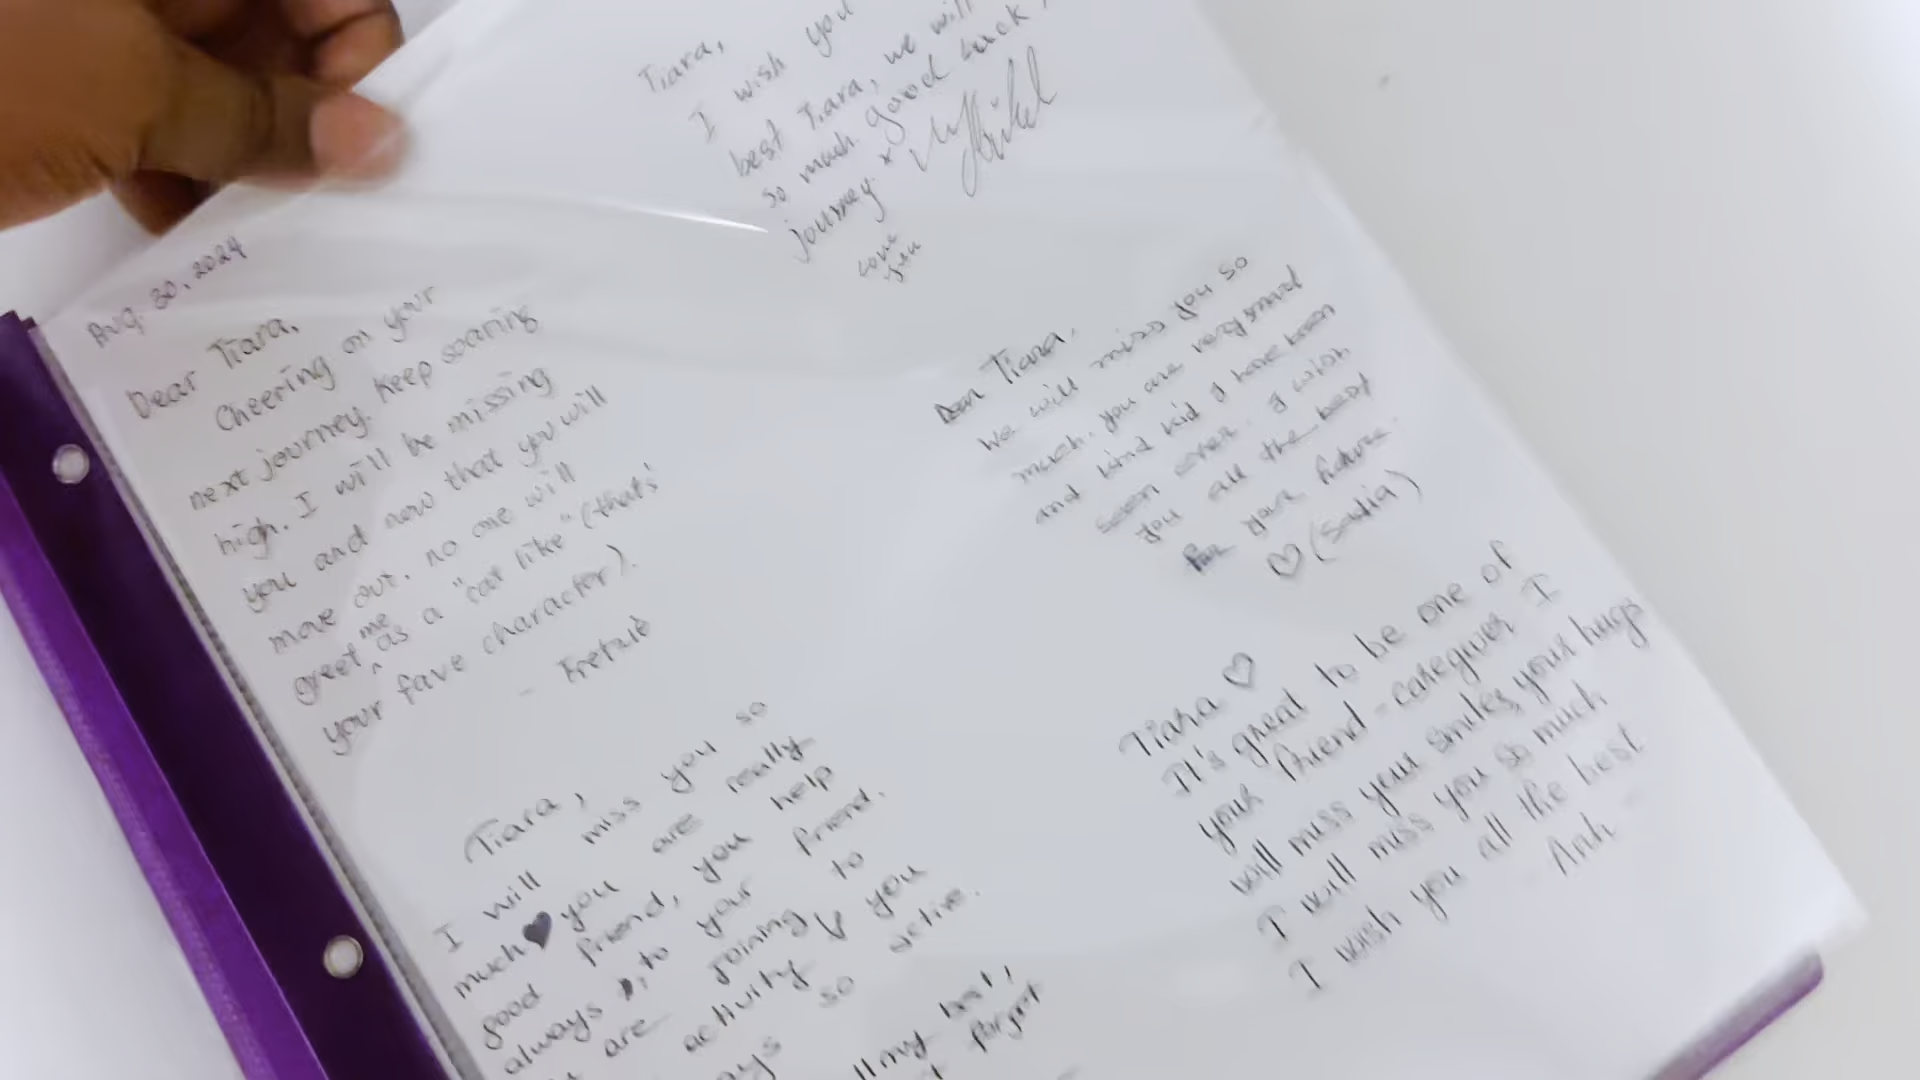 Tiara,
I wish you
best Tiara, we will
so much. good luck
journey. x
love
you
Aug. 30, 2024
Dear Tiara,
Cheering on your
next journey. Keep soaring
high. I will be missing
you and now that you will
move out, no one will
greet me as a "cat like" (that's
your fave character).
Dear Tiara,
We will miss you so
much. you are very smart
and kind kid I have been
seen ever. I wish
you all the best
for your future.
♡ (Sadia)
Tiara ♡
It's great to be one of
your friend - caregiver I
will miss your smiles, your hugs
I will miss you so much.
I wish you all the best
- Anh -
Tiara,
I will miss you so
much ♥ you are really
good friend, you help
always, to your friend.
are joining to
activity & you
so active.
my best,
forget